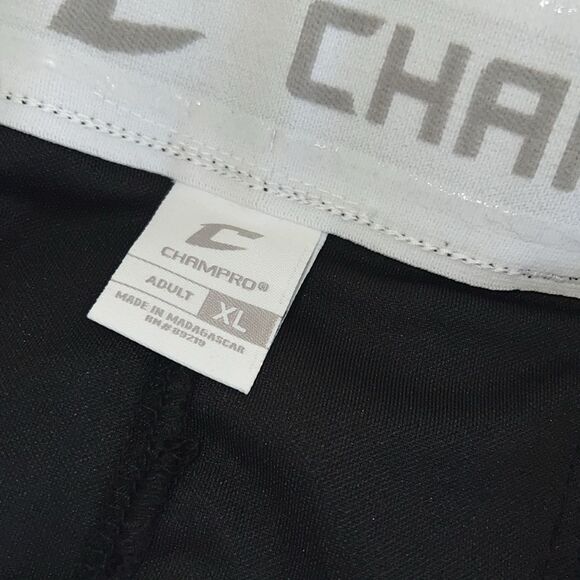 CHAM
CHAMPRO®
ADULT XL
MADE IN MADAGASCAR
RN#89219